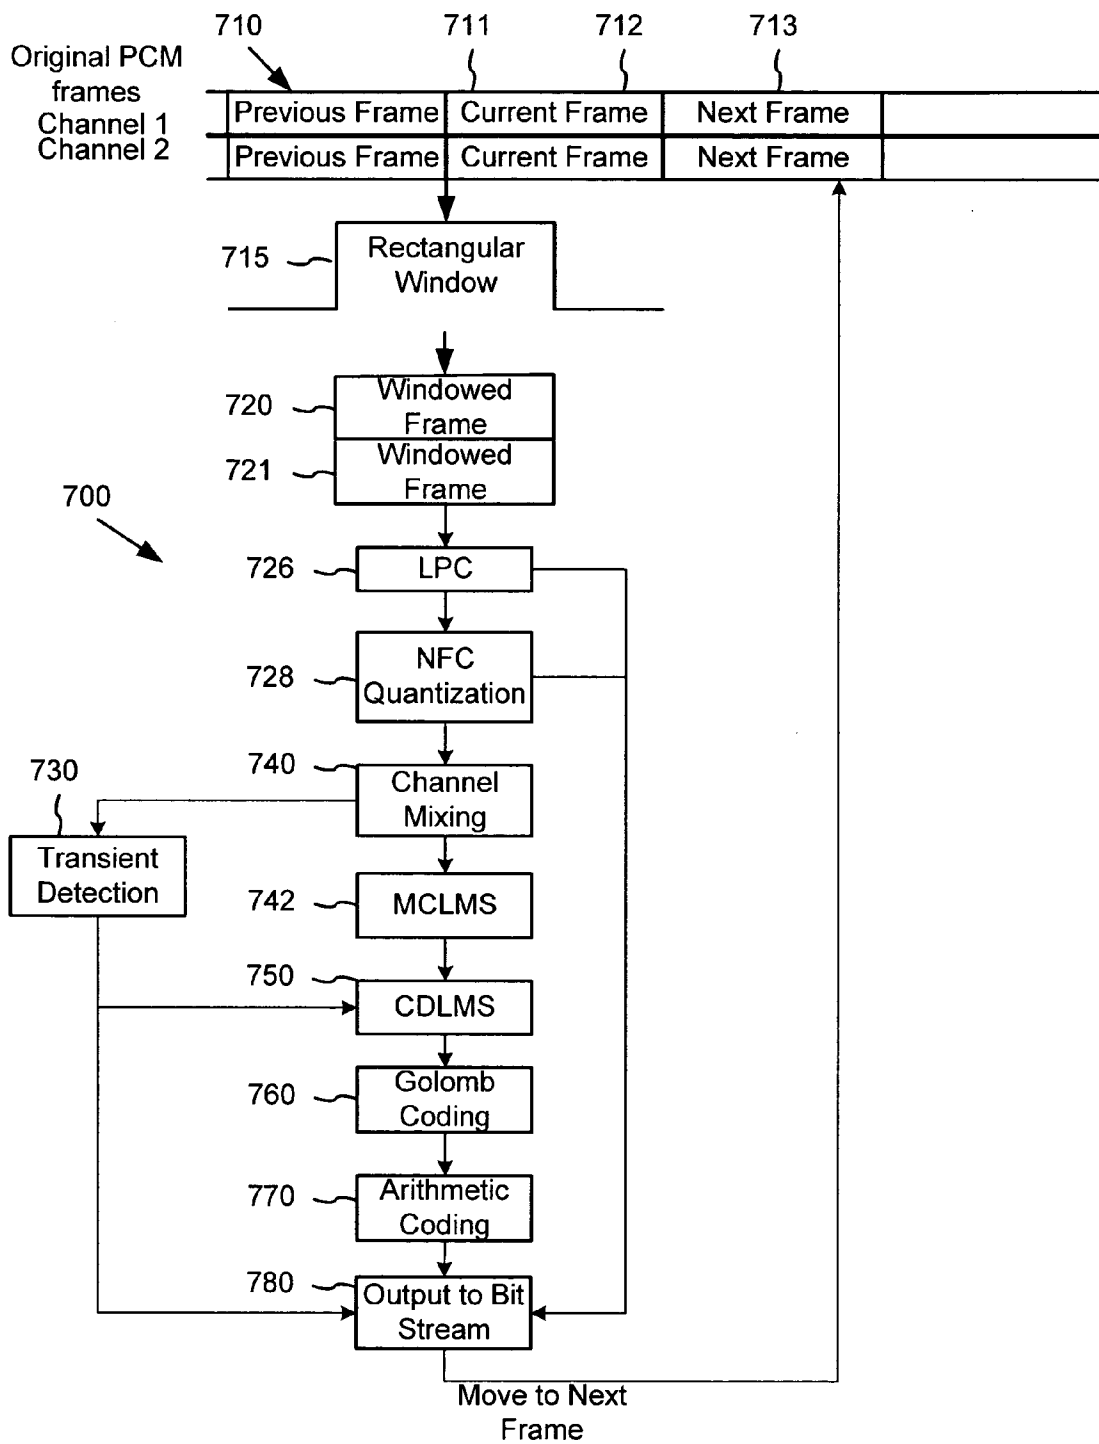 710
711
712
713
Original PCM
frames
Channel 1
Channel 2
Previous Frame
Current Frame
Next Frame
Previous Frame
Current Frame
Next Frame
715
Rectangular
Window
720
Windowed
Frame
721
Windowed
Frame
700
726
LPC
728
NFC
Quantization
740
Channel
Mixing
730
Transient
Detection
742
MCLMS
750
CDLMS
760
Golomb
Coding
770
Arithmetic
Coding
780
Output to Bit
Stream
Move to Next
Frame